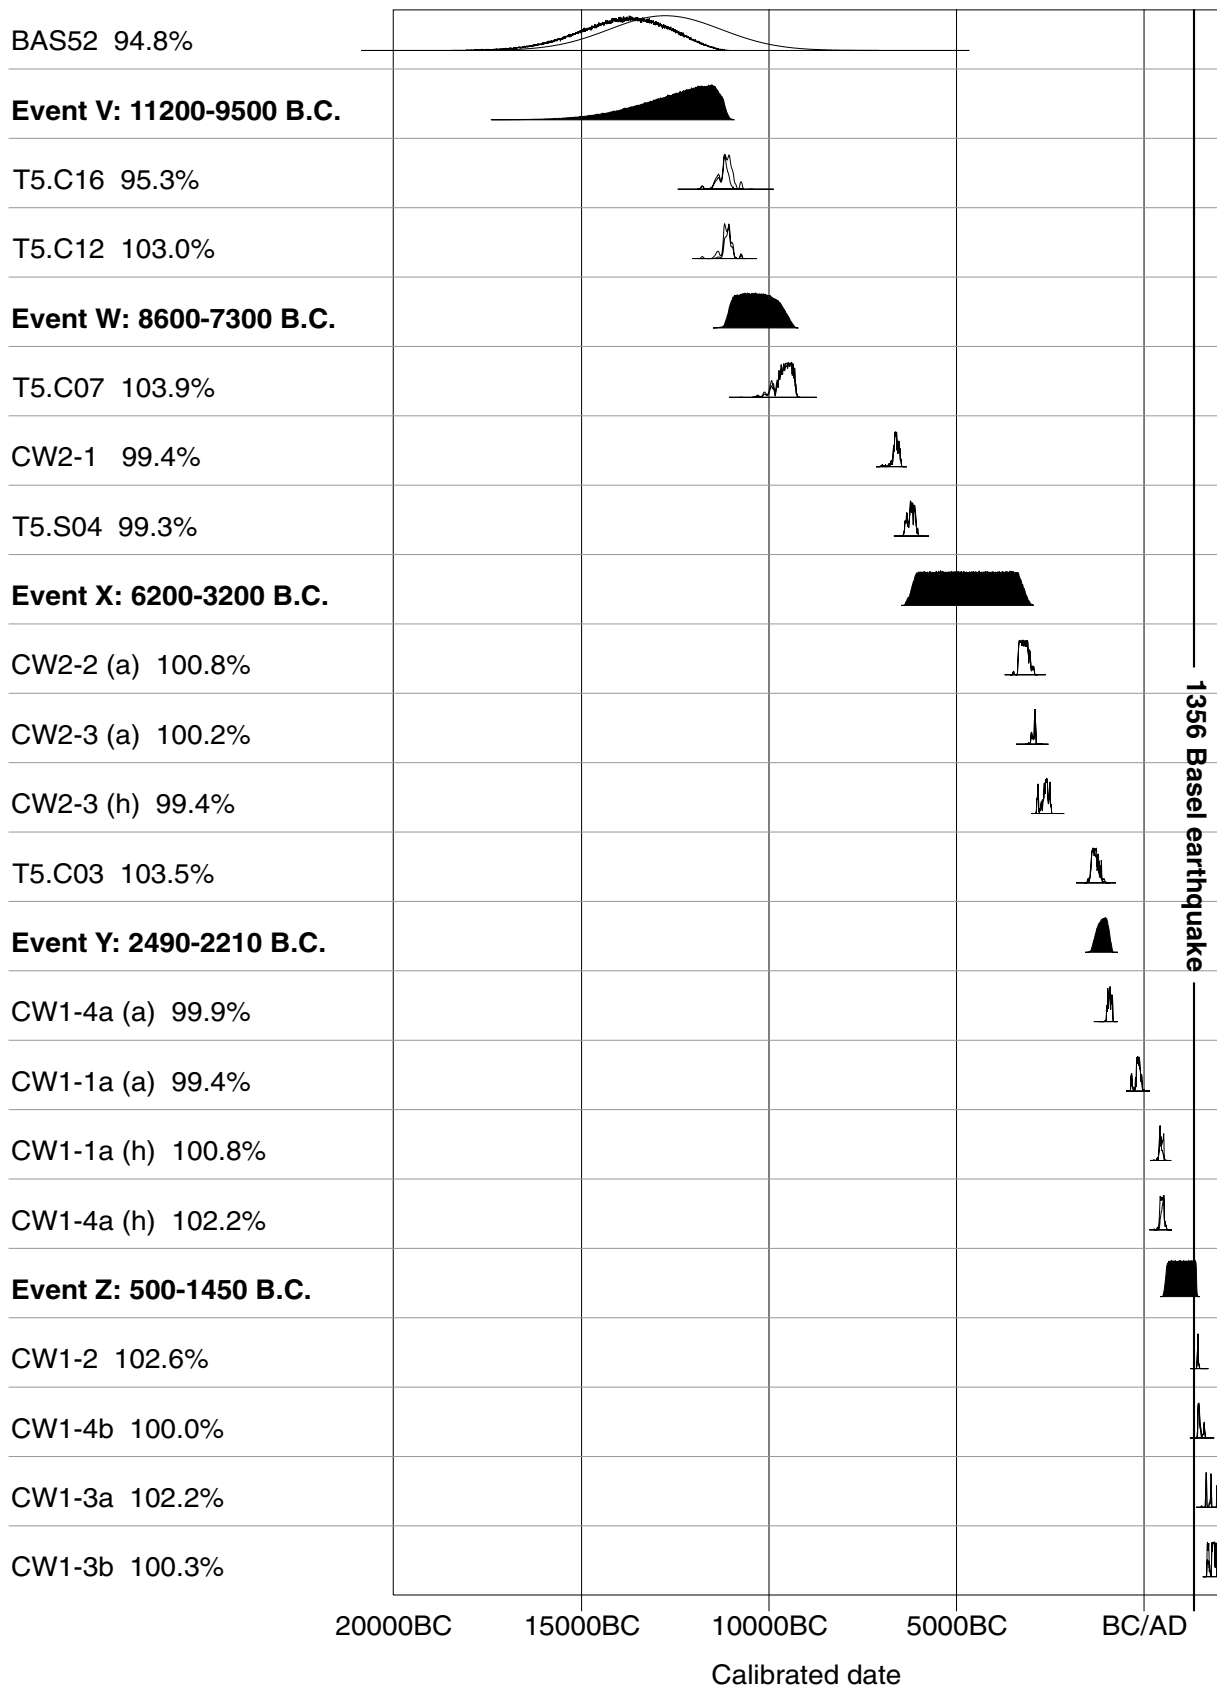 BAS52 94.8%
Event V: 11200-9500 B.C.
T5.C16 95.3%
T5.C12 103.0%
Event W: 8600-7300 B.C.
T5.C07 103.9%
CW2-1 99.4%
T5.S04 99.3%
Event X: 6200-3200 B.C.
CW2-2 (a) 100.8%
CW2-3 (a) 100.2%
CW2-3 (h) 99.4%
T5.C03 103.5%
Event Y: 2490-2210 B.C.
CW1-4a (a) 99.9%
CW1-1a (a) 99.4%
CW1-1a (h) 100.8%
CW1-4a (h) 102.2%
Event Z: 500-1450 B.C.
CW1-2 102.6%
CW1-4b 100.0%
CW1-3a 102.2%
CW1-3b 100.3%
1356 Basel earthquake
20000BC 15000BC 10000BC 5000BC BC/AD
Calibrated date